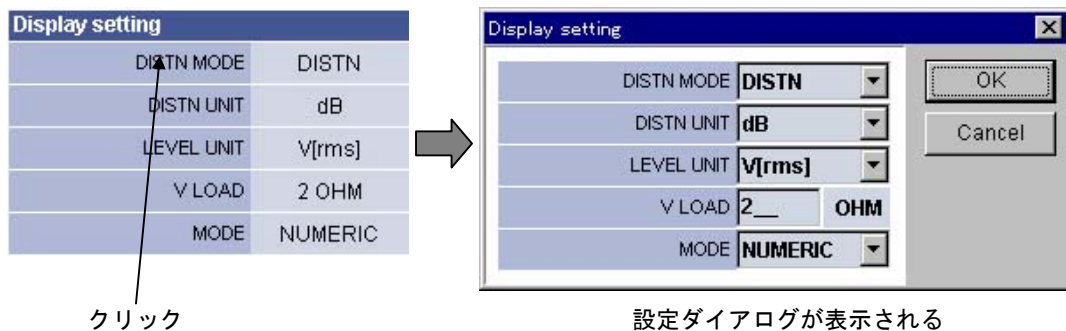 Display setting
DISTN MODE DISTN
DISTN UNIT dB
LEVEL UNIT V[rms]
V LOAD 2 OHM
MODE NUMERIC
クリック
Display setting
DISTN MODE DISTN
DISTN UNIT dB
LEVEL UNIT V[rms]
V LOAD 2__ OHM
MODE NUMERIC
OK
Cancel
設定ダイアログが表示される